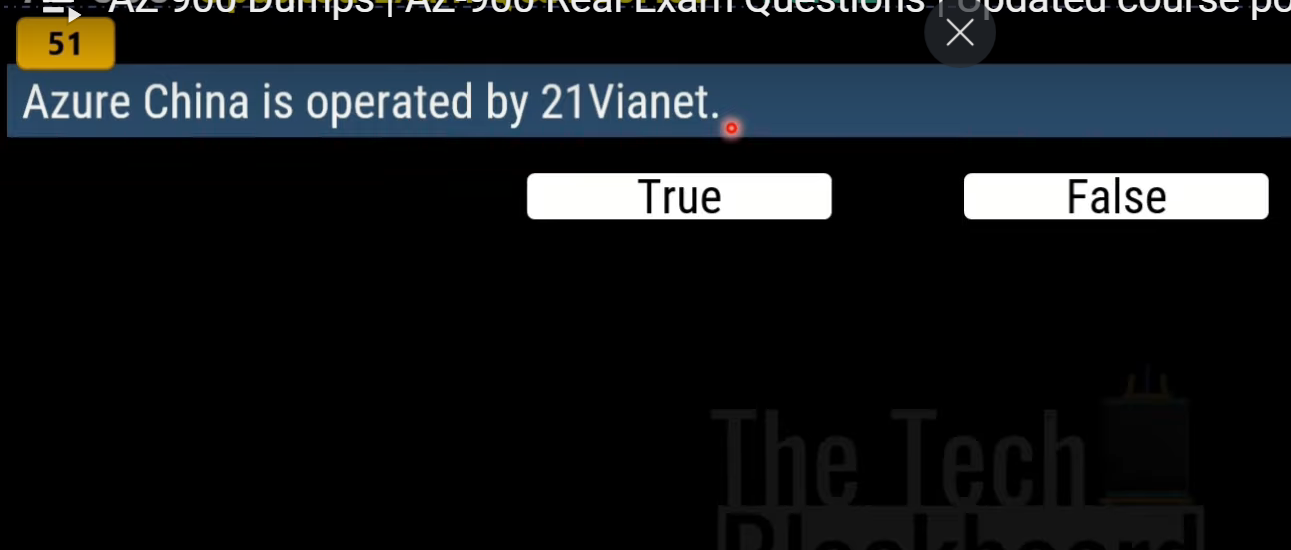 AZ-900 Dumps | AZ-900 Real Exam Questions | Updated course po
51
Azure China is operated by 21Vianet.
True False
The Tech
Blackboard